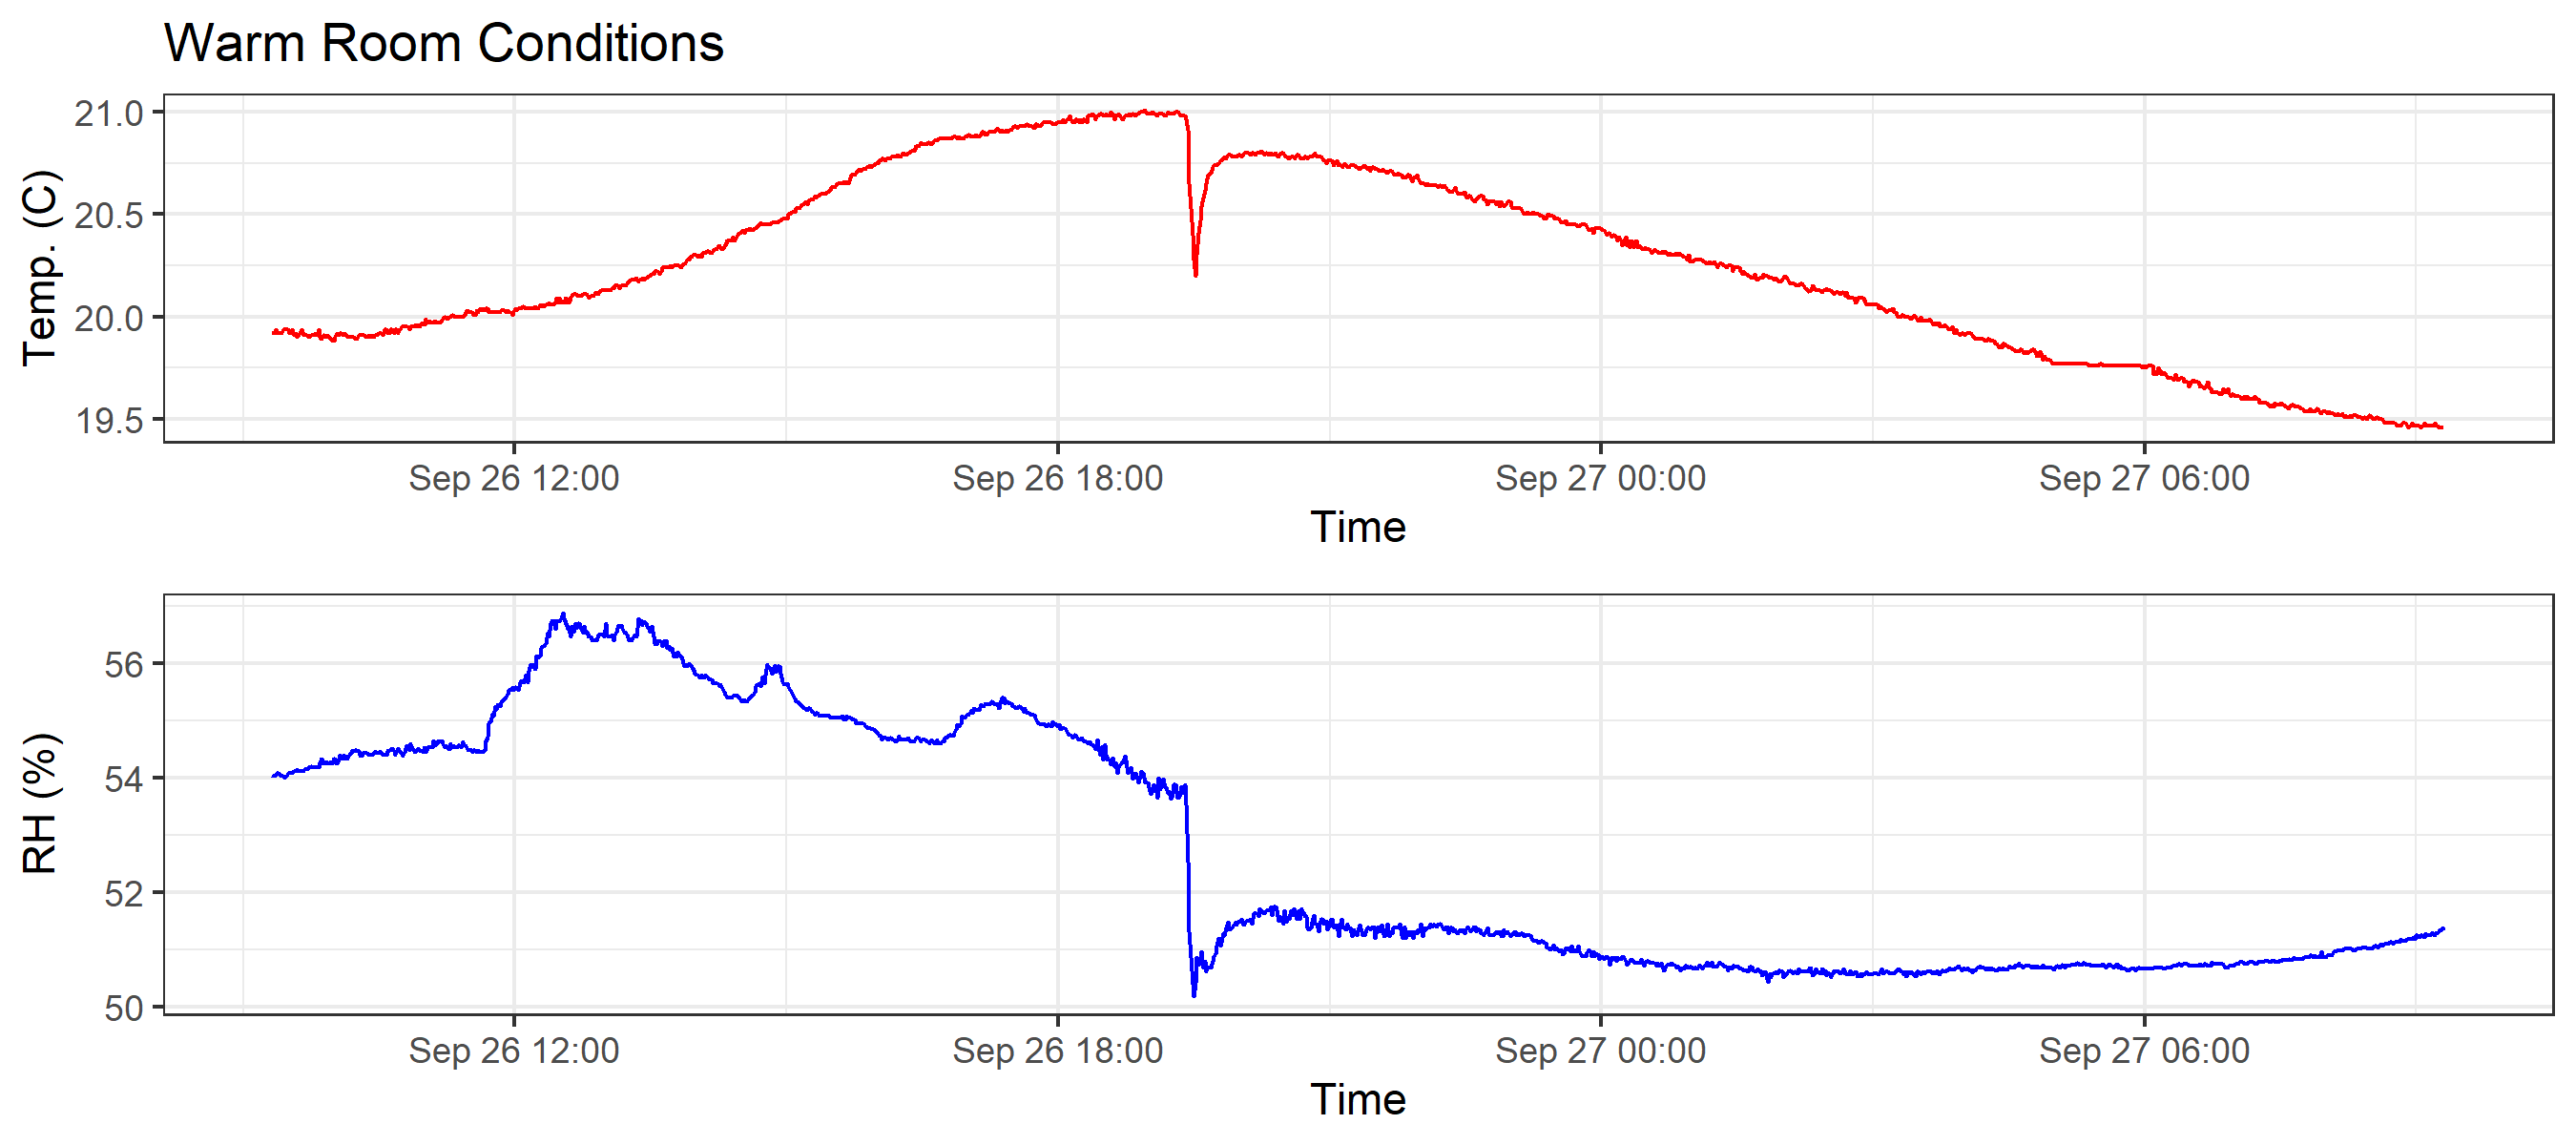 Warm Room Conditions
Temp. (C)
21.0
20.5
20.0
19.5
Sep 26 12:00 Sep 26 18:00 Sep 27 00:00 Sep 27 06:00
Time
RH (%)
56
54
52
50
Sep 26 12:00 Sep 26 18:00 Sep 27 00:00 Sep 27 06:00
Time